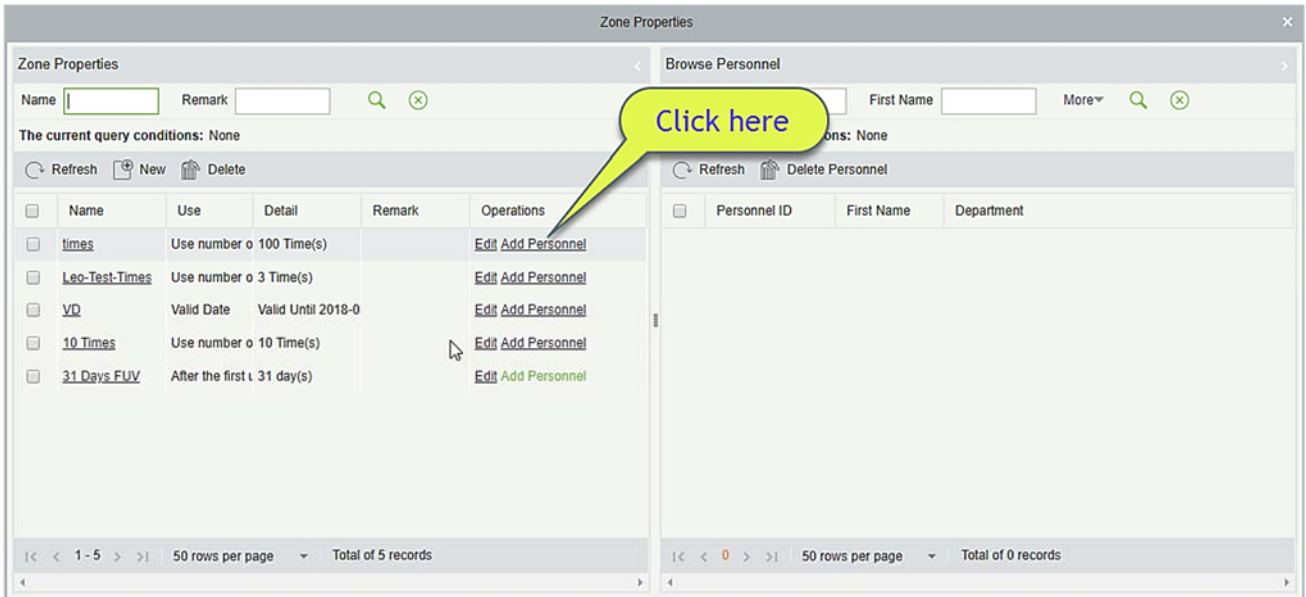 Zone Properties
Zone Properties
Name Remark
The current query conditions: None
Refresh New Delete
Name Use Detail Remark Operations
times Use number o 100 Time(s) Edit Add Personnel
Leo-Test-Times Use number o 3 Time(s) Edit Add Personnel
VD Valid Date Valid Until 2018-0 Edit Add Personnel
10 Times Use number o 10 Time(s) Edit Add Personnel
31 Days FUV After the first u 31 day(s) Edit Add Personnel
1 - 5 50 rows per page Total of 5 records
Click here
Browse Personnel
First Name More
ons: None
Refresh Delete Personnel
Personnel ID First Name Department
0 50 rows per page Total of 0 records